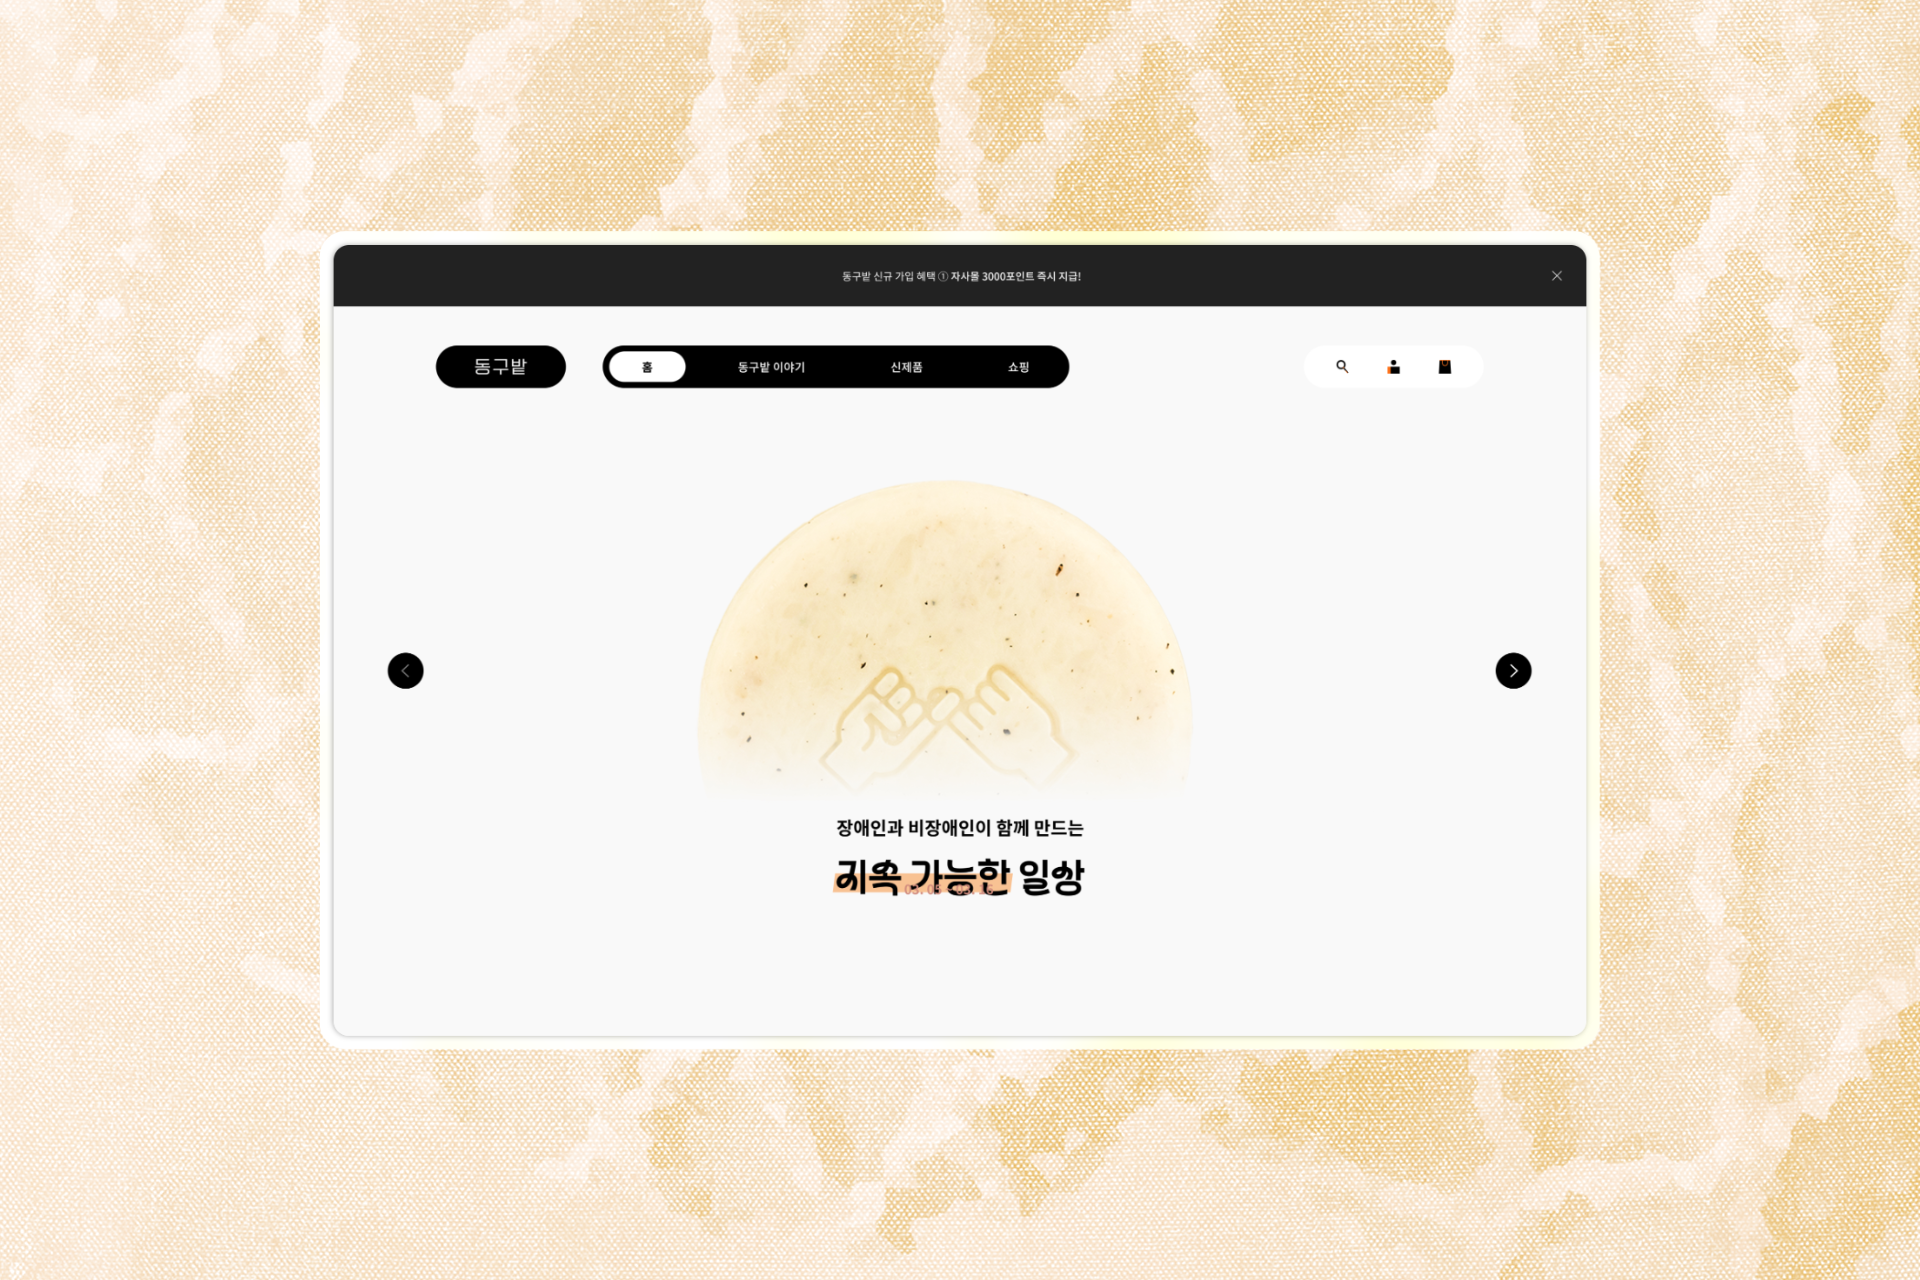 동구밭 신규 가입 혜택 ① 자사몰 3000포인트 즉시 지급!
동구밭
홈 동구밭 이야기 신제품 쇼핑
장애인과 비장애인이 함께 만드는
지속 가능한 일상